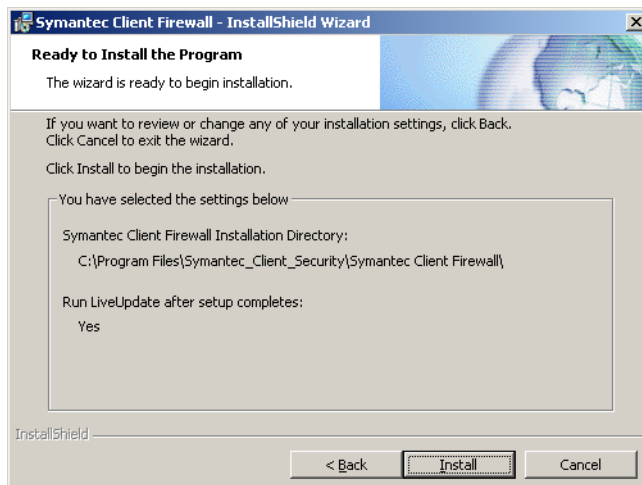 Symantec Client Firewall - InstallShield Wizard
Ready to Install the Program
The wizard is ready to begin installation.
If you want to review or change any of your installation settings, click Back.
Click Cancel to exit the wizard.
Click Install to begin the installation.
You have selected the settings below
Symantec Client Firewall Installation Directory:
C:\Program Files\Symantec_Client_Security\Symantec Client Firewall\
Run LiveUpdate after setup completes:
Yes
InstallShield
< Back
Install
Cancel